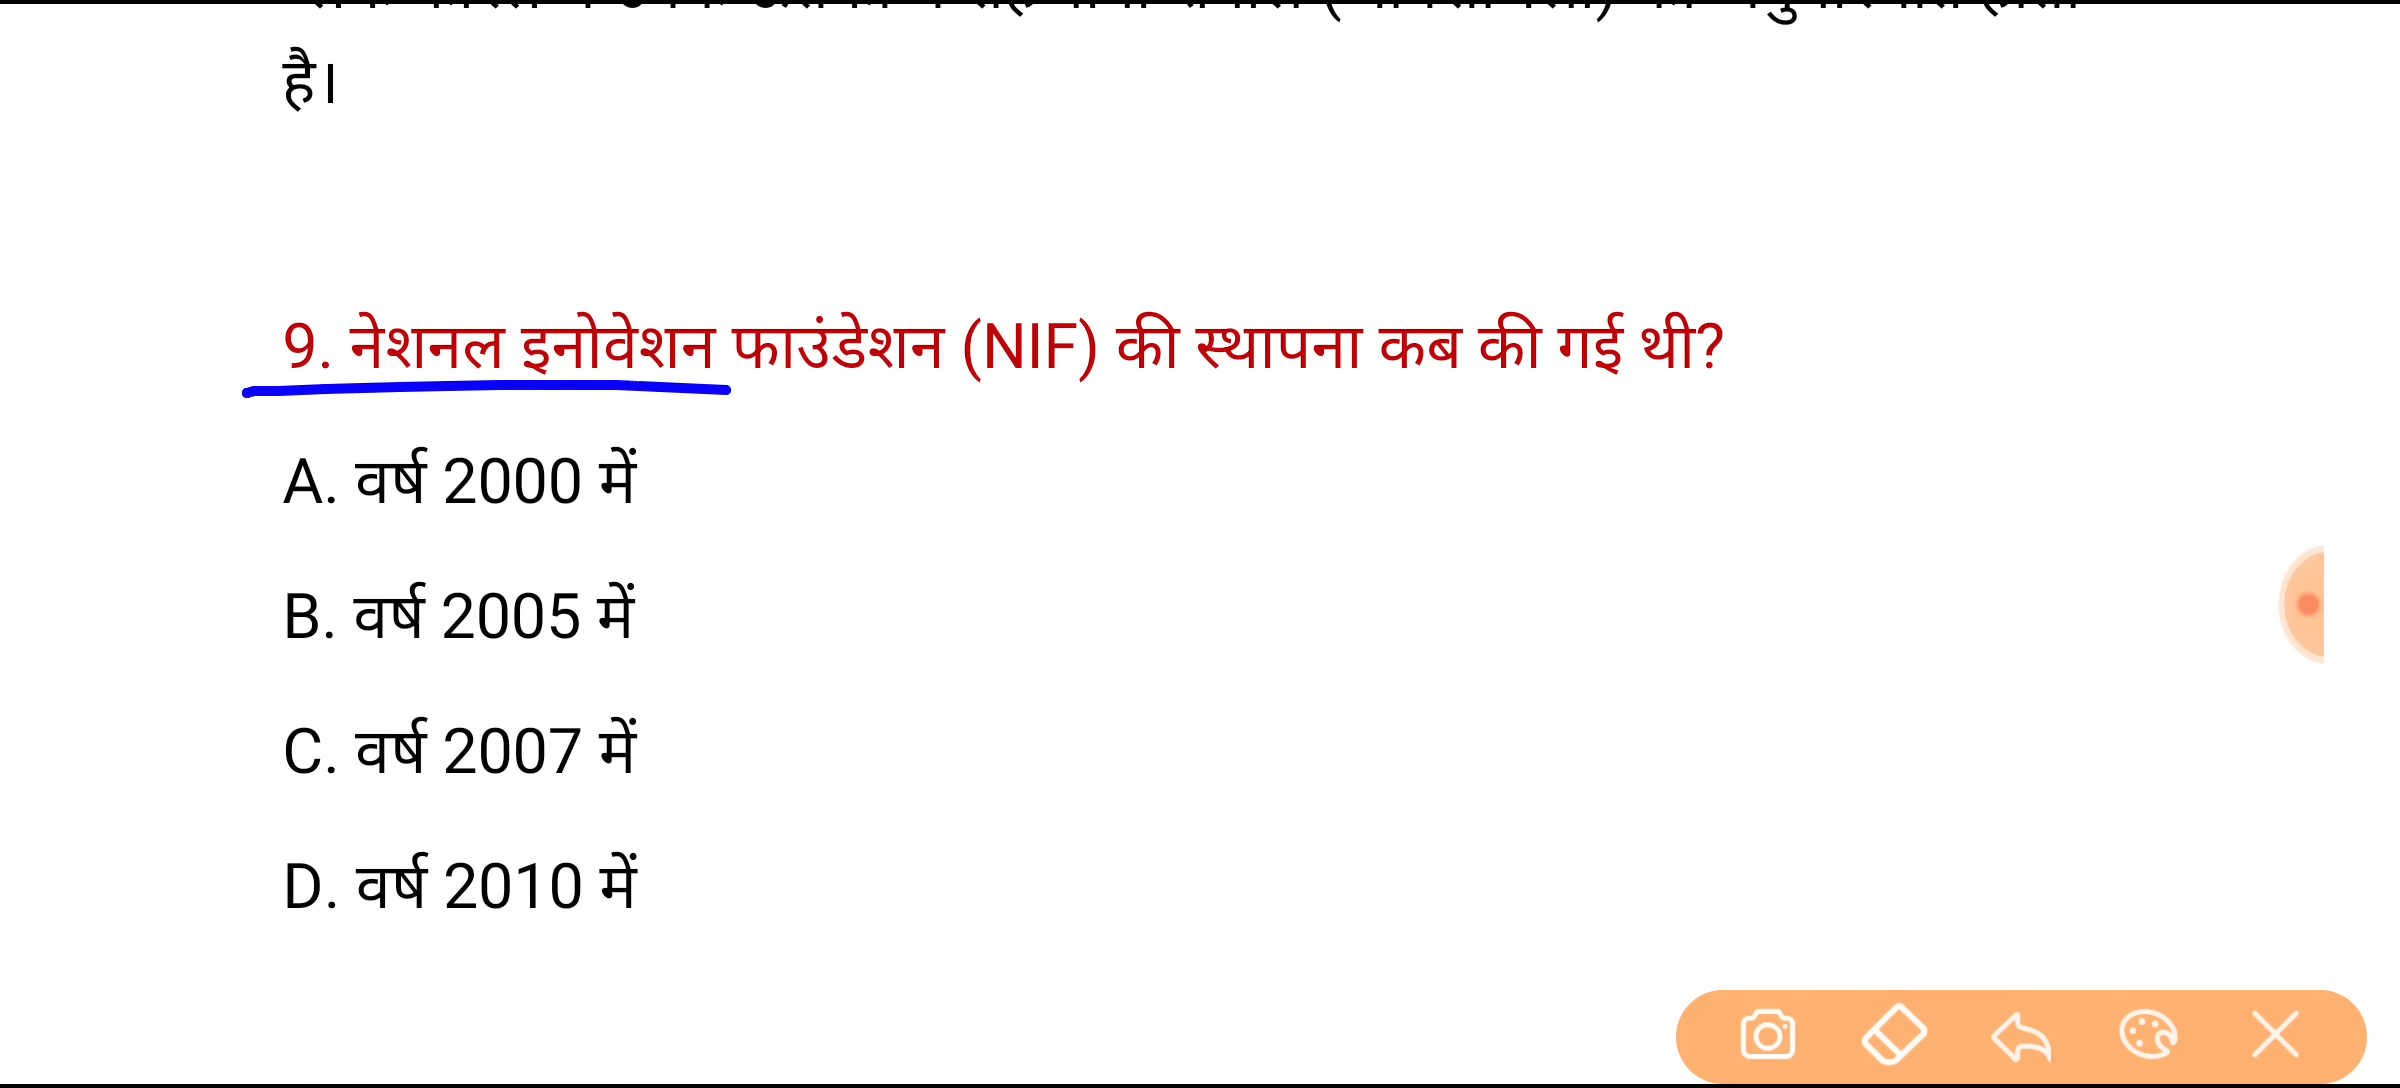 है।
9. नेशनल इनोवेशन फाउंडेशन (NIF) की स्थापना कब की गई थी?
A. वर्ष 2000 में
B. वर्ष 2005 में
C. वर्ष 2007 में
D. वर्ष 2010 में